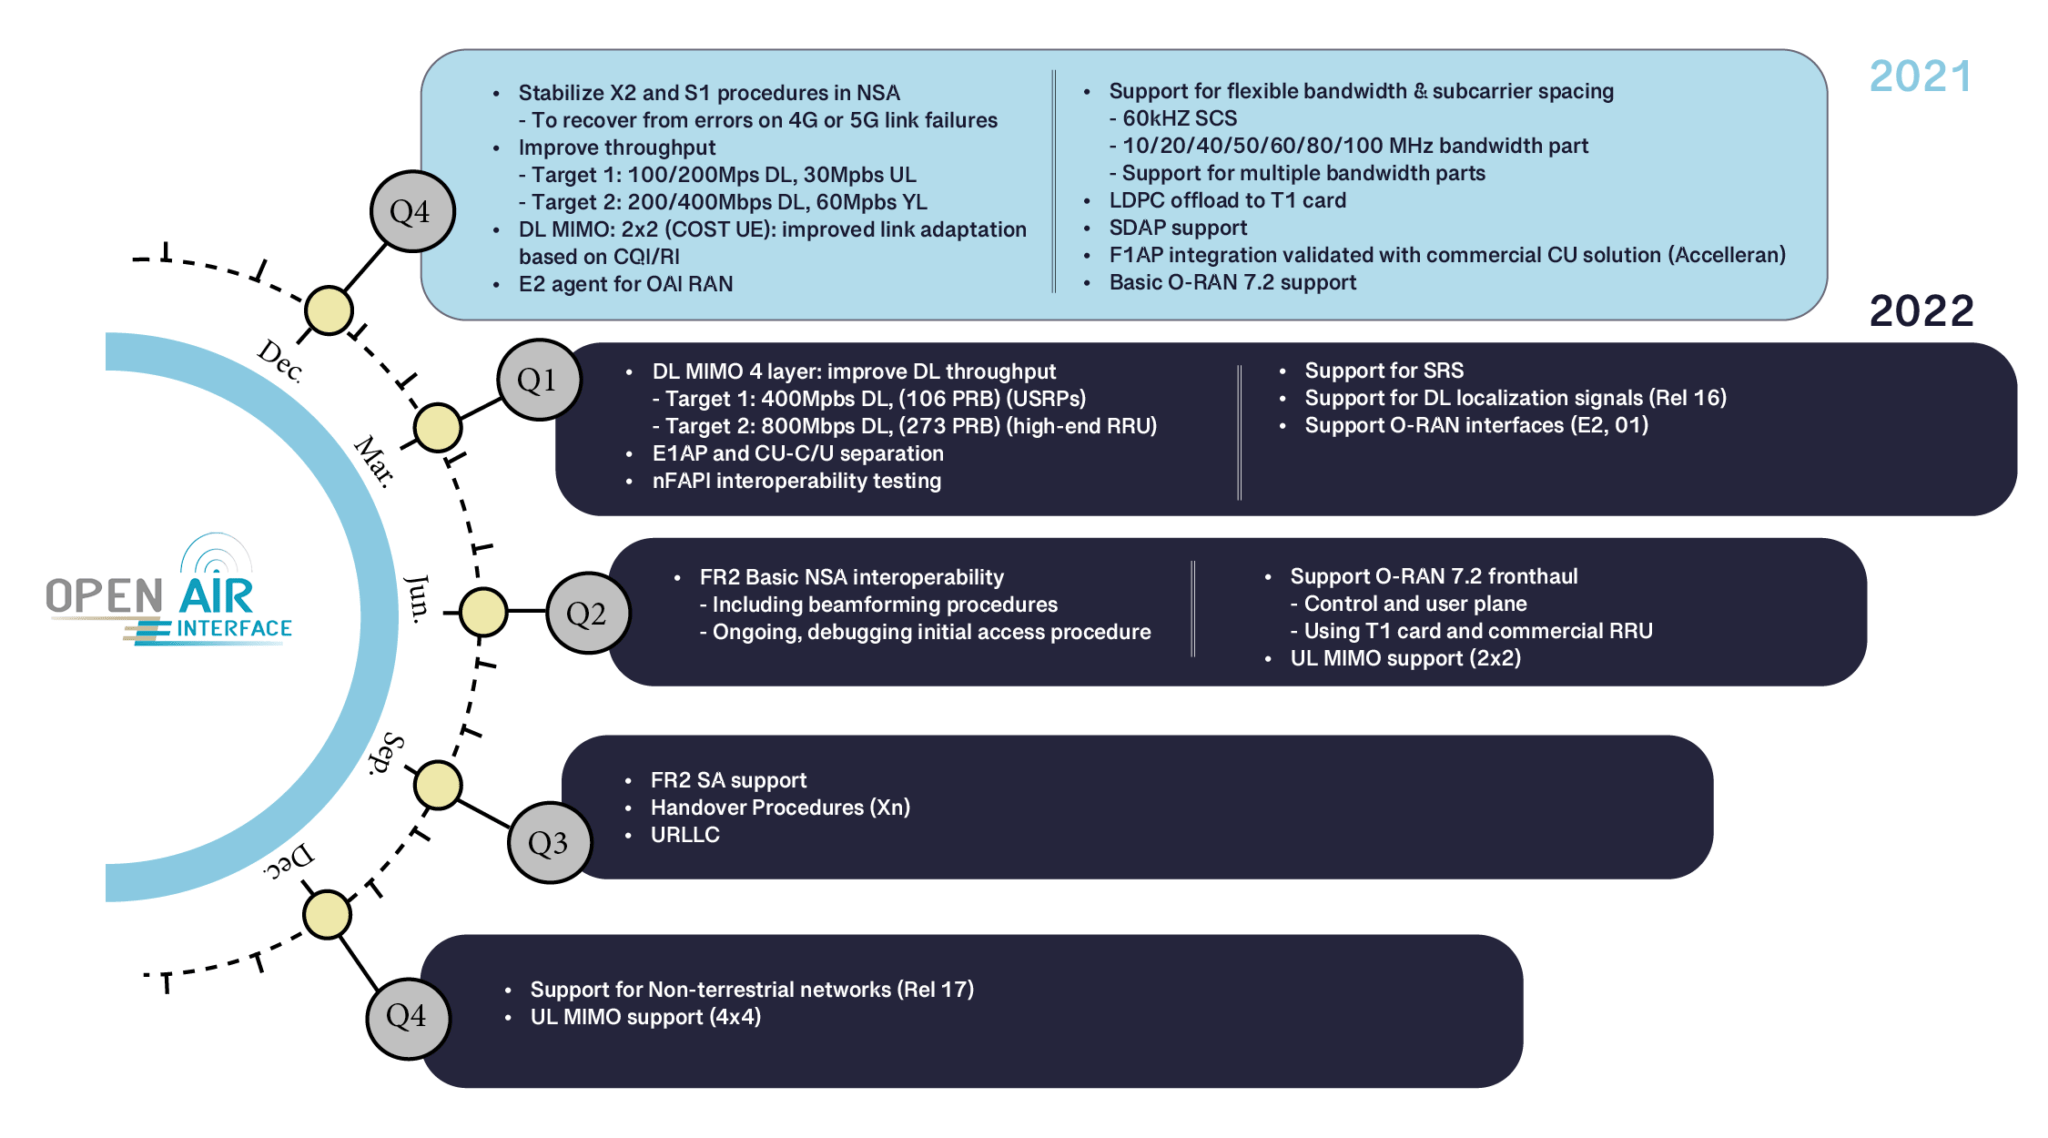 2021
Q4
• Stabilize X2 and S1 procedures in NSA
- To recover from errors on 4G or 5G link failures
• Improve throughput
- Target 1: 100/200Mps DL, 30Mpbs UL
- Target 2: 200/400Mbps DL, 60Mpbs YL
• DL MIMO: 2x2 (COST UE): improved link adaptation
based on CQI/RI
• E2 agent for OAI RAN
• Support for flexible bandwidth & subcarrier spacing
- 60kHZ SCS
- 10/20/40/50/60/80/100 MHz bandwidth part
- Support for multiple bandwidth parts
• LDPC offload to T1 card
• SDAP support
• F1AP integration validated with commercial CU solution (Accelleran)
• Basic O-RAN 7.2 support
Dec.
2022
Q1
• DL MIMO 4 layer: improve DL throughput
- Target 1: 400Mpbs DL, (106 PRB) (USRPs)
- Target 2: 800Mbps DL, (273 PRB) (high-end RRU)
• E1AP and CU-C/U separation
• nFAPI interoperability testing
• Support for SRS
• Support for DL localization signals (Rel 16)
• Support O-RAN interfaces (E2, 01)
Mar.
OPEN AIR
INTERFACE
Jun.
Q2
• FR2 Basic NSA interoperability
- Including beamforming procedures
- Ongoing, debugging initial access procedure
• Support O-RAN 7.2 fronthaul
- Control and user plane
- Using T1 card and commercial RRU
• UL MIMO support (2x2)
Sep.
Q3
• FR2 SA support
• Handover Procedures (Xn)
• URLLC
Dec.
Q4
• Support for Non-terrestrial networks (Rel 17)
• UL MIMO support (4x4)